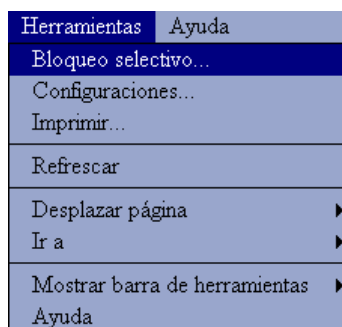 Herramientas Ayuda
Bloqueo selectivo...
Configuraciones...
Imprimir...
Refrescar
Desplazar página
Ir a
Mostrar barra de herramientas
Ayuda